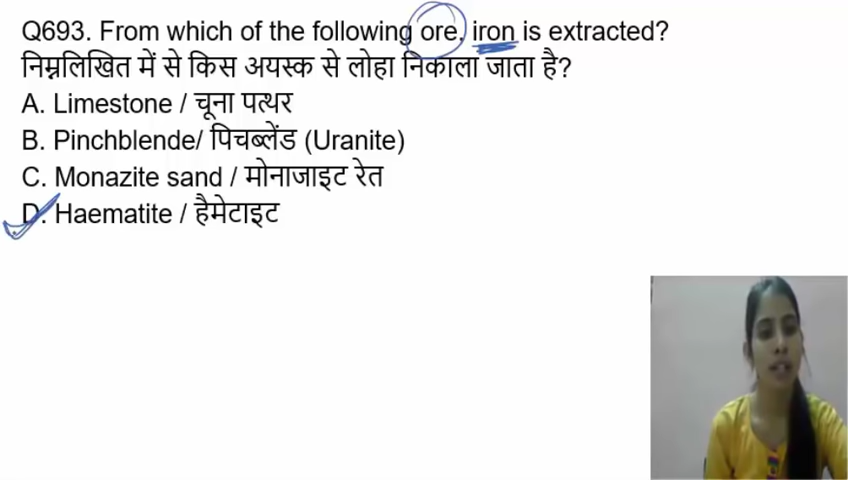 Q693. From which of the following ore, iron is extracted?
निम्नलिखित में से किस अयस्क से लोहा निकाला जाता है?
A. Limestone / चूना पत्थर
B. Pinchblende/ पिचब्लेंड (Uranite)
C. Monazite sand / मोनाजाइट रेत
D. Haematite / हैमेटाइट